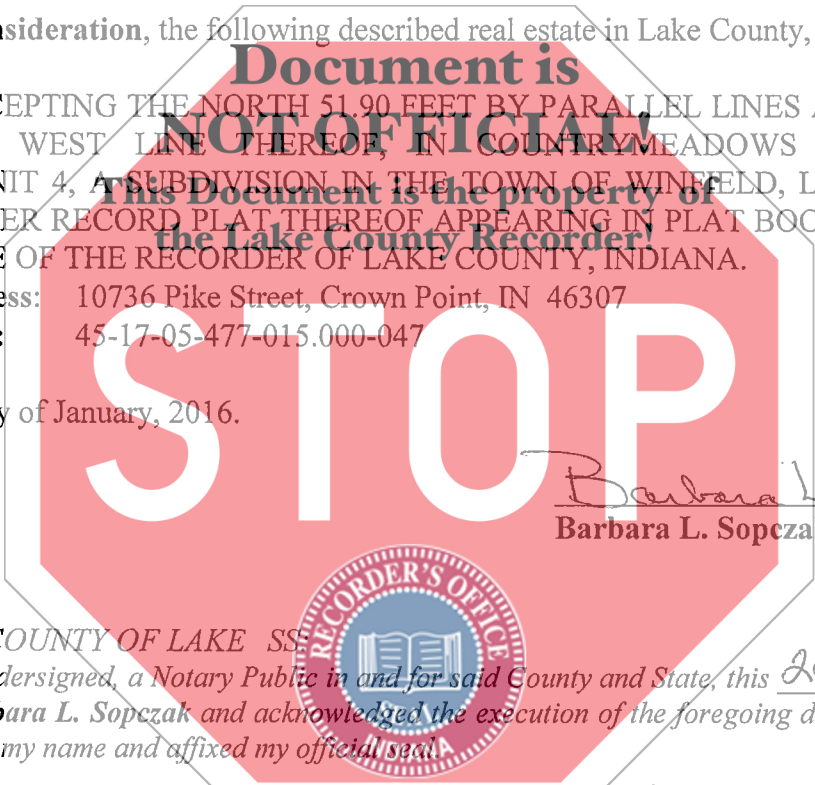 nsideration, the following described real estate in Lake County,
Document is
CEPTING THE NORTH 51.90 FEET BY PARALLEL LINES A
NOT OFFICIAL!
WEST LINE THEREOF, IN COUNTRYMEADOWS
This Document is the property of
NIT 4, A SUBDIVISION IN THE TOWN OF WINFIELD, L
ER RECORD PLAT THEREOF APPEARING IN PLAT BOO
the Lake County Recorder!
E OF THE RECORDER OF LAKE COUNTY, INDIANA.
ess: 10736 Pike Street, Crown Point, IN 46307
: 45-17-05-477-015.000-047
STOP
y of January, 2016.
Barbara L
Barbara L. Sopcza
RECORDER'S OFFICE
COUNTY OF LAKE SS:
dersigned, a Notary Public in and for said County and State, this
bara L. Sopczak and acknowledged the execution of the foregoing d
my name and affixed my official seal.
INDIANA